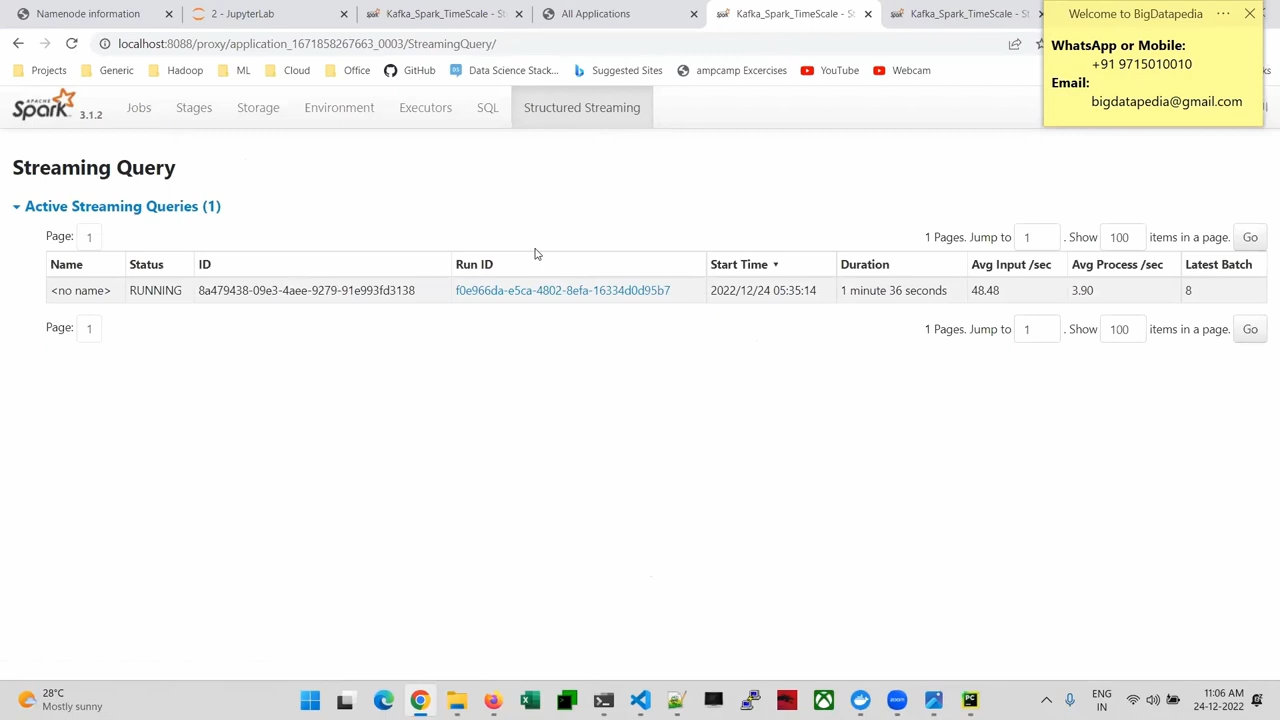 Namenode information
2 - JupyterLab
Kafka_Spark_TimeScale - St
All Applications
Kafka_Spark_TimeScale - St
Kafka_Spark_TimeScale - St
Welcome to BigDatapedia
localhost:8088/proxy/application_1671858267663_0003/StreamingQuery/
WhatsApp or Mobile:
+91 9715010010
Email:
bigdatapedia@gmail.com
Projects Generic Hadoop ML Cloud Office GitHub Data Science Stack... Suggested Sites ampcamp Excercises YouTube Webcam
APACHE Spark 3.1.2 Jobs Stages Storage Environment Executors SQL Structured Streaming
Streaming Query
Active Streaming Queries (1)
Page: 1 1 Pages. Jump to 1 . Show 100 items in a page. Go
Name Status ID Run ID Start Time Duration Avg Input /sec Avg Process /sec Latest Batch
<no name> RUNNING 8a479438-09e3-4aee-9279-91e993fd3138 f0e966da-e5ca-4802-8efa-16334d0d95b7 2022/12/24 05:35:14 1 minute 36 seconds 48.48 3.90 8
Page: 1 1 Pages. Jump to 1 . Show 100 items in a page. Go
28°C
Mostly sunny
zoom
PC
ENG
IN
11:06 AM
24-12-2022